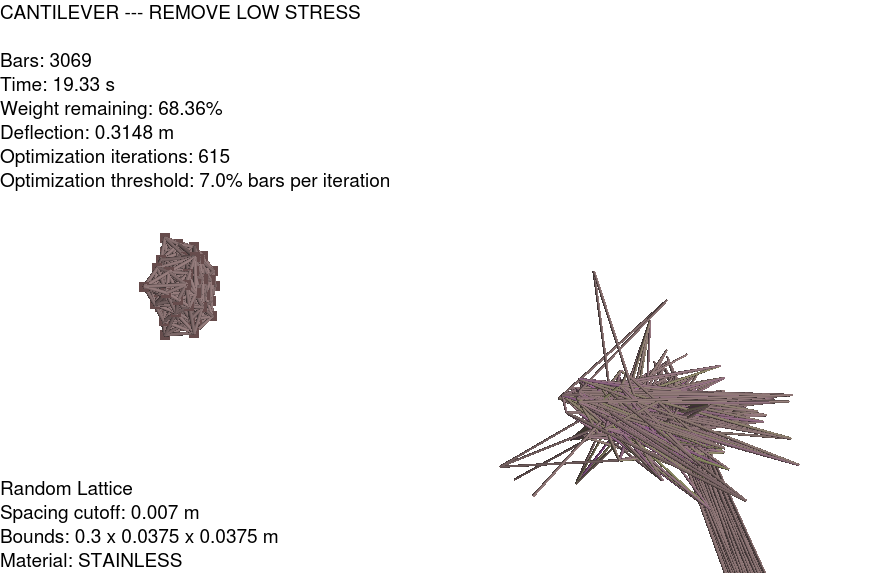 CANTILEVER --- REMOVE LOW STRESS
Bars: 3069
Time: 19.33 s
Weight remaining: 68.36%
Deflection: 0.3148 m
Optimization iterations: 615
Optimization threshold: 7.0% bars per iteration
Random Lattice
Spacing cutoff: 0.007 m
Bounds: 0.3 x 0.0375 x 0.0375 m
Material: STAINLESS